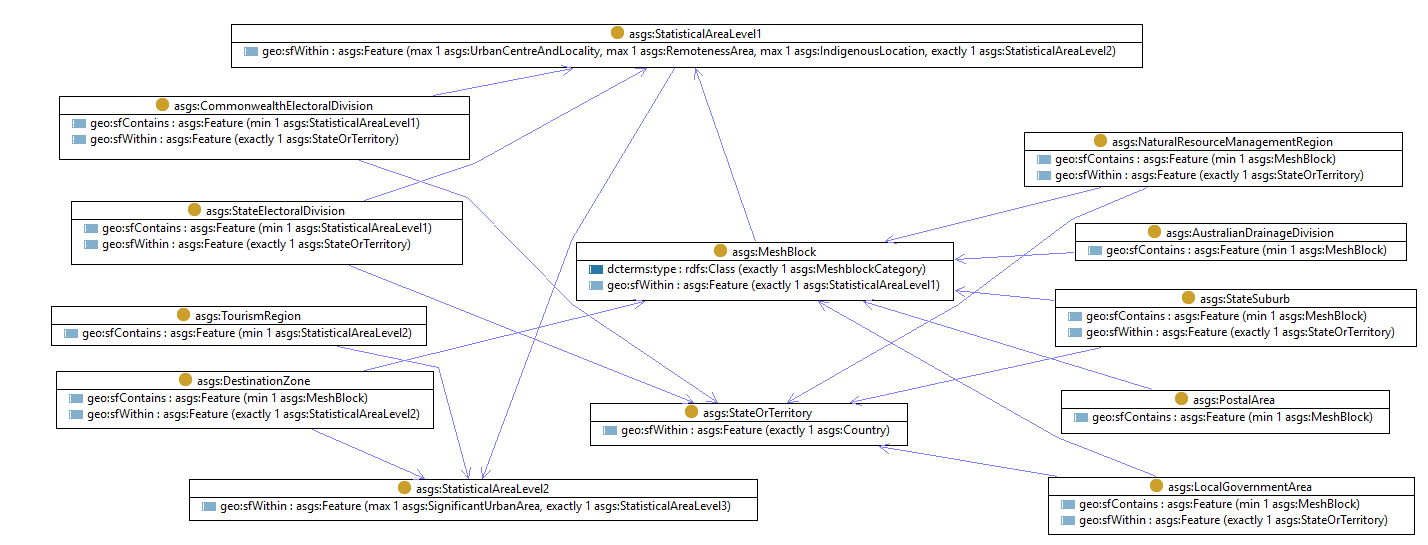 asgs:StatisticalAreaLevel1
geo:sfWithin : asgs:Feature (max 1 asgs:UrbanCentreAndLocality, max 1 asgs:RemotenessArea, max 1 asgs:IndigenousLocation, exactly 1 asgs:StatisticalAreaLevel2)
asgs:CommonwealthElectoralDivision
geo:sfContains : asgs:Feature (min 1 asgs:StatisticalAreaLevel1)
geo:sfWithin : asgs:Feature (exactly 1 asgs:StateOrTerritory)
asgs:NaturalResourceManagementRegion
geo:sfContains : asgs:Feature (min 1 asgs:MeshBlock)
geo:sfWithin : asgs:Feature (exactly 1 asgs:StateOrTerritory)
asgs:StateElectoralDivision
geo:sfContains : asgs:Feature (min 1 asgs:StatisticalAreaLevel1)
geo:sfWithin : asgs:Feature (exactly 1 asgs:StateOrTerritory)
asgs:AustralianDrainageDivision
geo:sfContains : asgs:Feature (min 1 asgs:MeshBlock)
asgs:MeshBlock
dcterms:type : rdfs:Class (exactly 1 asgs:MeshblockCategory)
geo:sfWithin : asgs:Feature (exactly 1 asgs:StatisticalAreaLevel1)
asgs:StateSuburb
geo:sfContains : asgs:Feature (min 1 asgs:MeshBlock)
geo:sfWithin : asgs:Feature (exactly 1 asgs:StateOrTerritory)
asgs:TourismRegion
geo:sfContains : asgs:Feature (min 1 asgs:StatisticalAreaLevel2)
asgs:DestinationZone
geo:sfContains : asgs:Feature (min 1 asgs:MeshBlock)
geo:sfWithin : asgs:Feature (exactly 1 asgs:StatisticalAreaLevel2)
asgs:PostalArea
geo:sfContains : asgs:Feature (min 1 asgs:MeshBlock)
asgs:StateOrTerritory
geo:sfWithin : asgs:Feature (exactly 1 asgs:Country)
asgs:StatisticalAreaLevel2
geo:sfWithin : asgs:Feature (max 1 asgs:SignificantUrbanArea, exactly 1 asgs:StatisticalAreaLevel3)
asgs:LocalGovernmentArea
geo:sfContains : asgs:Feature (min 1 asgs:MeshBlock)
geo:sfWithin : asgs:Feature (exactly 1 asgs:StateOrTerritory)